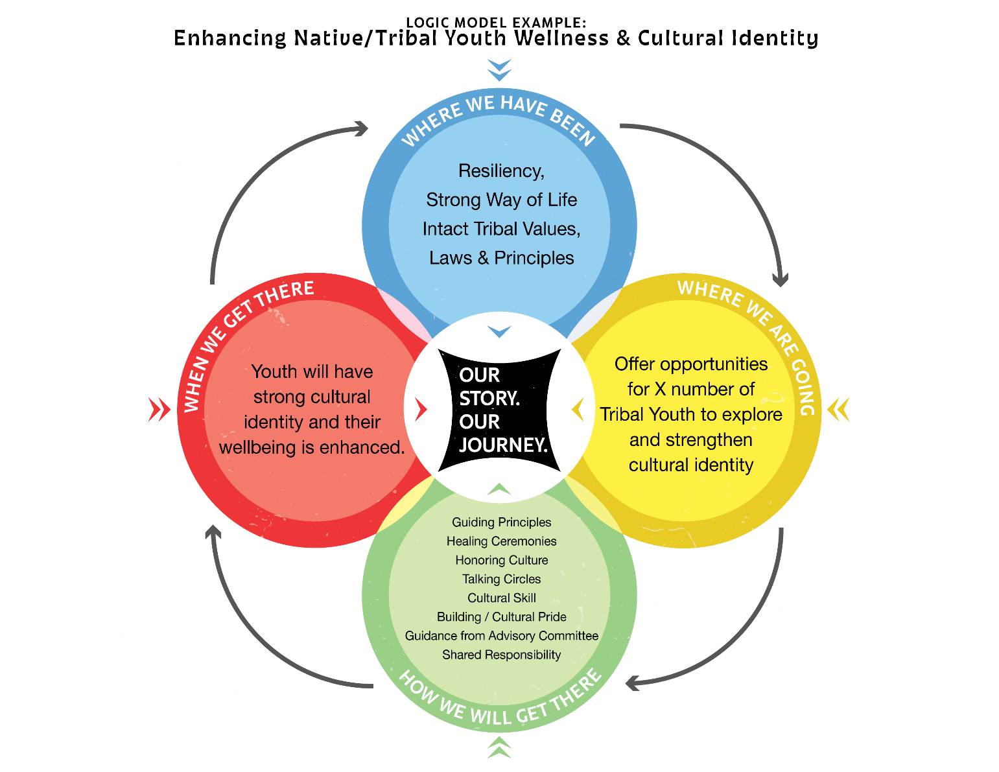 LOGIC MODEL EXAMPLE:
Enhancing Native/Tribal Youth Wellness & Cultural Identity
WHERE WE HAVE BEEN
Resiliency,
Strong Way of Life
Intact Tribal Values,
Laws & Principles
WHERE WE ARE GOING
Offer opportunities
for X number of
Tribal Youth to explore
and strengthen
cultural identity
HOW WE WILL GET THERE
Guiding Principles
Healing Ceremonies
Honoring Culture
Talking Circles
Cultural Skill
Building / Cultural Pride
Guidance from Advisory Committee
Shared Responsibility
WHEN WE GET THERE
Youth will have
strong cultural
identity and their
wellbeing is enhanced.
OUR
STORY.
OUR
JOURNEY.